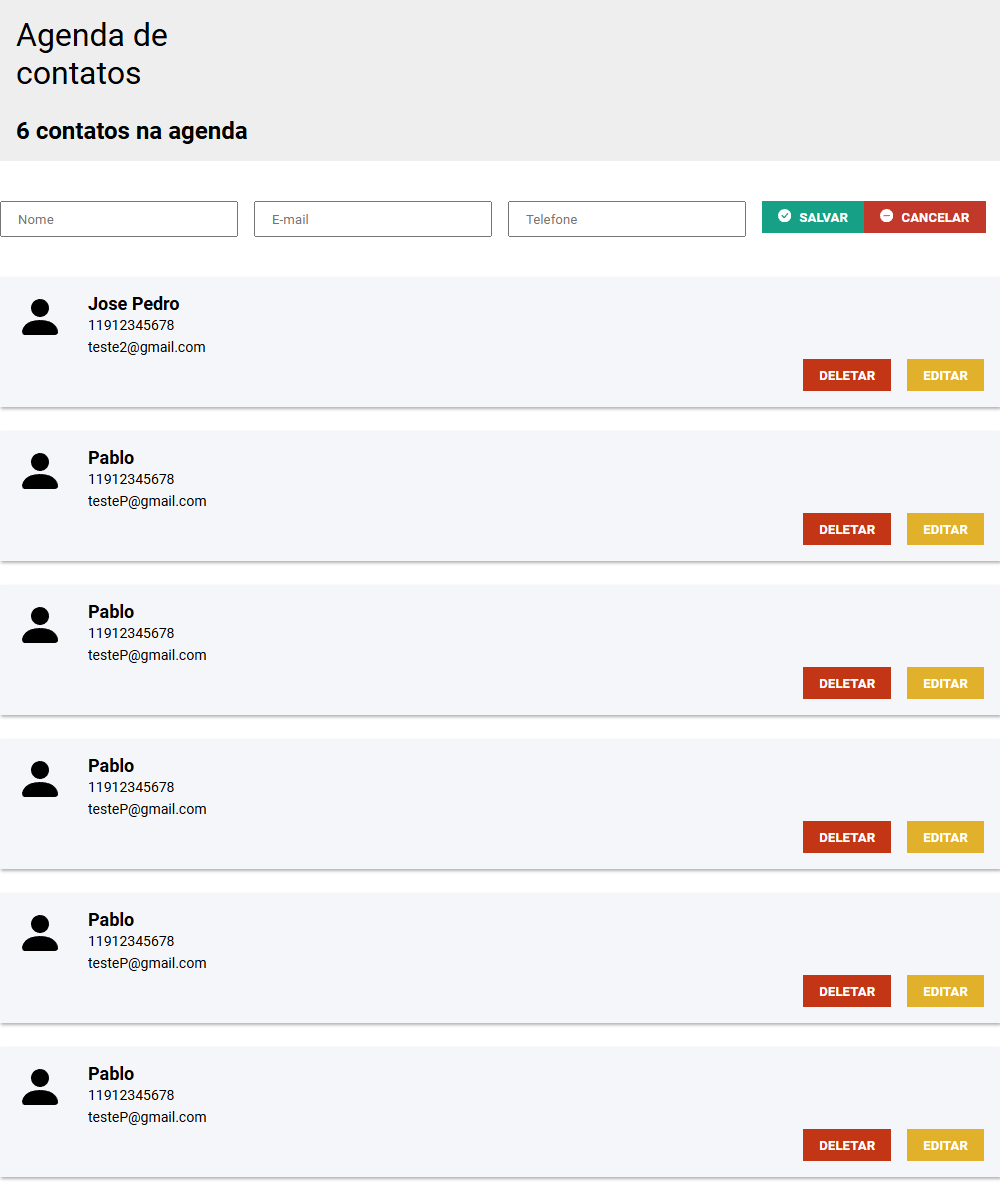 Agenda de
contatos
6 contatos na agenda
Nome E-mail Telefone SALVAR CANCELAR
Jose Pedro
11912345678
teste2@gmail.com
DELETAR EDITAR
Pablo
11912345678
testeP@gmail.com
DELETAR EDITAR
Pablo
11912345678
testeP@gmail.com
DELETAR EDITAR
Pablo
11912345678
testeP@gmail.com
DELETAR EDITAR
Pablo
11912345678
testeP@gmail.com
DELETAR EDITAR
Pablo
11912345678
testeP@gmail.com
DELETAR EDITAR